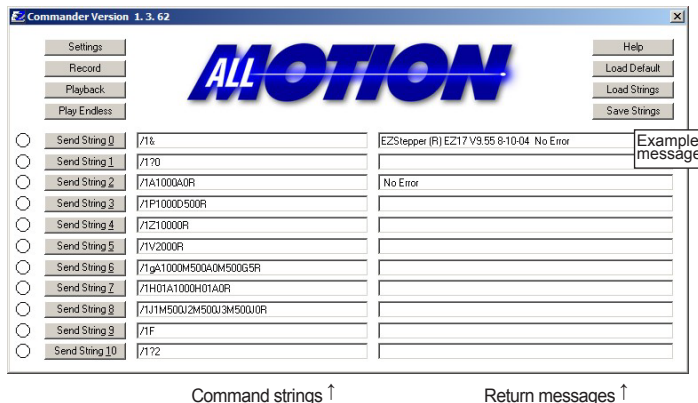 EZ Commander Version 1. 3. 62
Settings
Record
Playback
Play Endless
ALL MOTION
Help
Load Default
Load Strings
Save Strings
Send String 0 /1& EZStepper (R) EZ17 V9.55 8-10-04 No Error
Example
message
Send String 1 /1?0
Send String 2 /1A1000A0R No Error
Send String 3 /1P1000D500R
Send String 4 /1Z10000R
Send String 5 /1V2000R
Send String 6 /1gA1000M500A0M500G5R
Send String 7 /1H01A1000H01A0R
Send String 8 /1J1M500J2M500J3M500J0R
Send String 9 /1F
Send String 10 /1?2
Command strings ↑ Return messages ↑